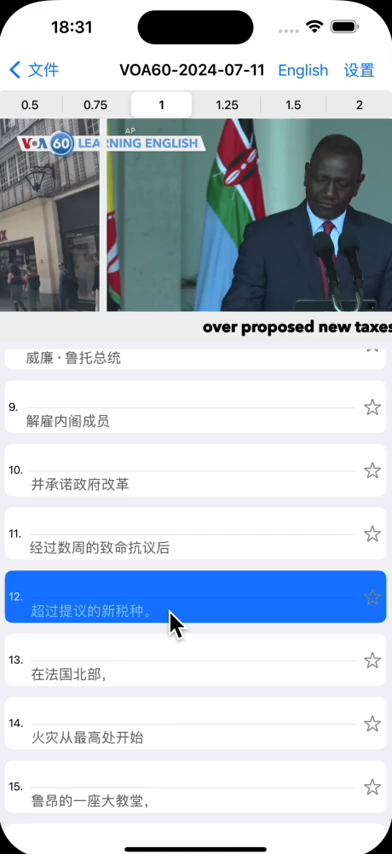 18:31
文件
VOA60-2024-07-11
English
设置
0.5
0.75
1
1.25
1.5
2
AP
VOA 60 LEARNING ENGLISH
over proposed new taxes
威廉·鲁托总统
9.
解雇内阁成员
10.
并承诺政府改革
11.
经过数周的致命抗议后
12.
超过提议的新税种。
13.
在法国北部，
14.
火灾从最高处开始
15.
鲁昂的一座大教堂，